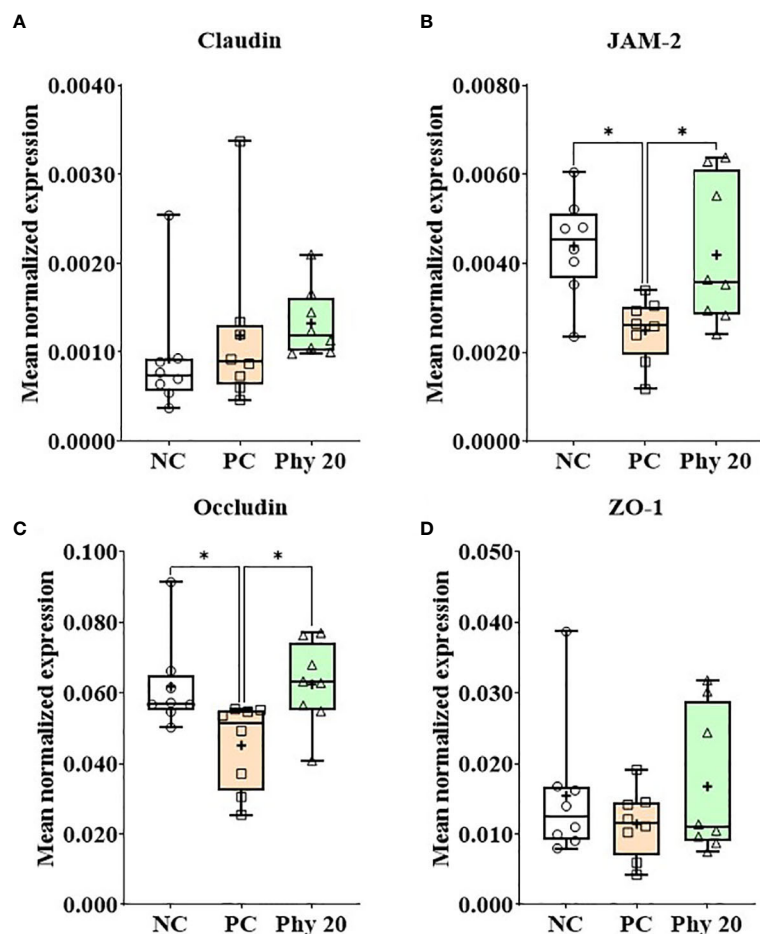 A
Claudin
Mean normalized expression
0.0040
0.0030
0.0020
0.0010
0.0000
NC PC Phy 20
B
JAM-2
Mean normalized expression
0.0080
0.0060
0.0040
0.0020
0.0000
* *
NC PC Phy 20
C
Occludin
Mean normalized expression
0.100
0.080
0.060
0.040
0.020
0.000
* *
NC PC Phy 20
D
ZO-1
Mean normalized expression
0.050
0.040
0.030
0.020
0.010
0.000
NC PC Phy 20